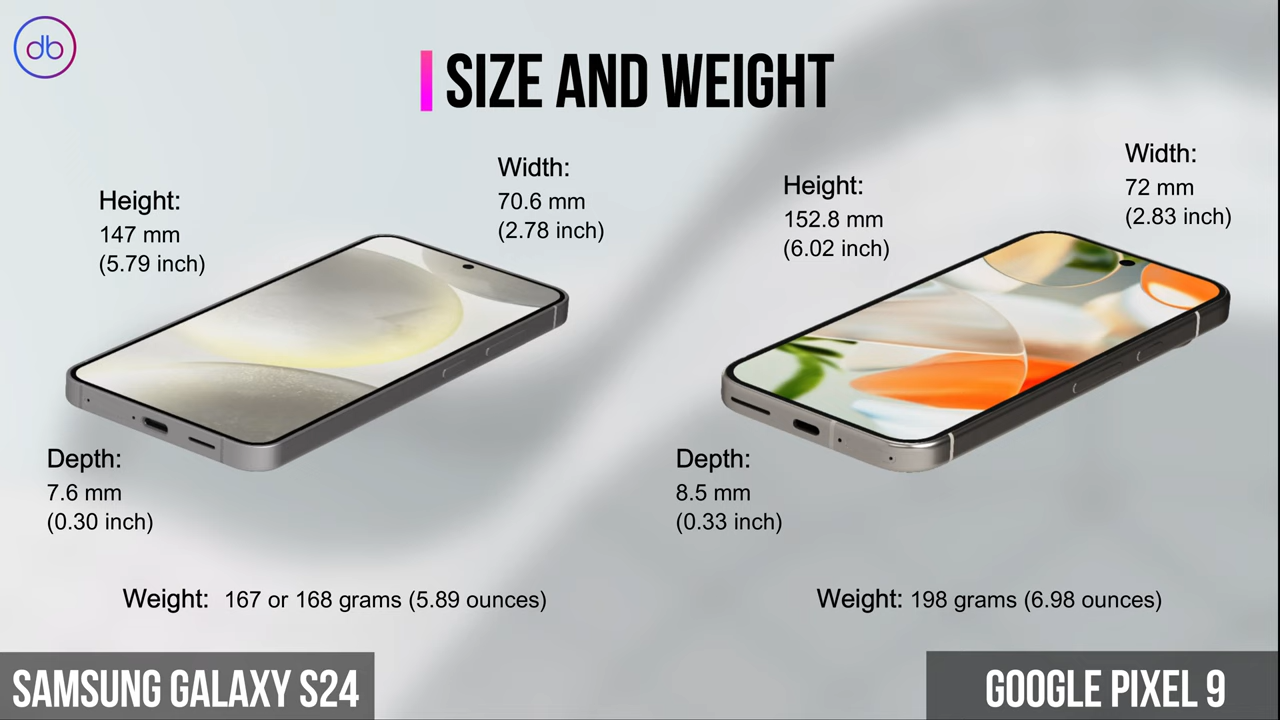 db
SIZE AND WEIGHT
Height:
147 mm
(5.79 inch)
Width:
70.6 mm
(2.78 inch)
Depth:
7.6 mm
(0.30 inch)
Weight: 167 or 168 grams (5.89 ounces)
SAMSUNG GALAXY S24
Height:
152.8 mm
(6.02 inch)
Width:
72 mm
(2.83 inch)
Depth:
8.5 mm
(0.33 inch)
Weight: 198 grams (6.98 ounces)
GOOGLE PIXEL 9